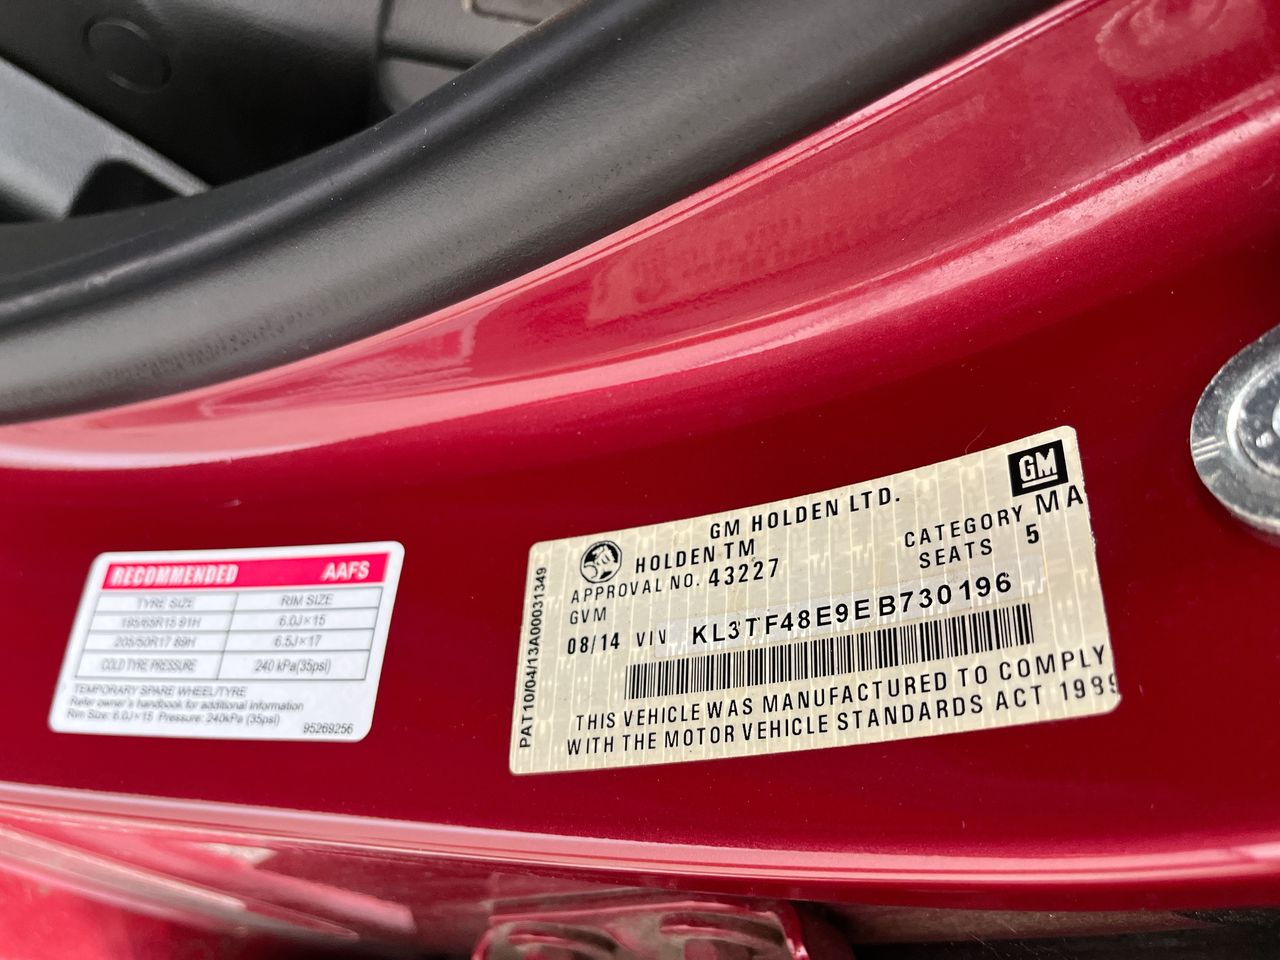 RECOMMENDED AAFS
TYRE SIZE RIM SIZE
195/65R15 91H 6.0J×15
205/50R17 89H 6.5J×17
COLD TYRE PRESSURE 240 kPa(35psi)
TEMPORARY SPARE WHEEL/TYRE
Refer owner's handbook for additional information
Rim Size: 6.0J×15 Pressure: 240kPa (35psi)
95269256
PAT10/04/13A00031349
GM
GM HOLDEN LTD.
HOLDEN TM CATEGORY MA
APPROVAL NO. 43227 SEATS 5
GVM
08/14 VIN KL3TF48E9EB730196
THIS VEHICLE WAS MANUFACTURED TO COMPLY
WITH THE MOTOR VEHICLE STANDARDS ACT 1989